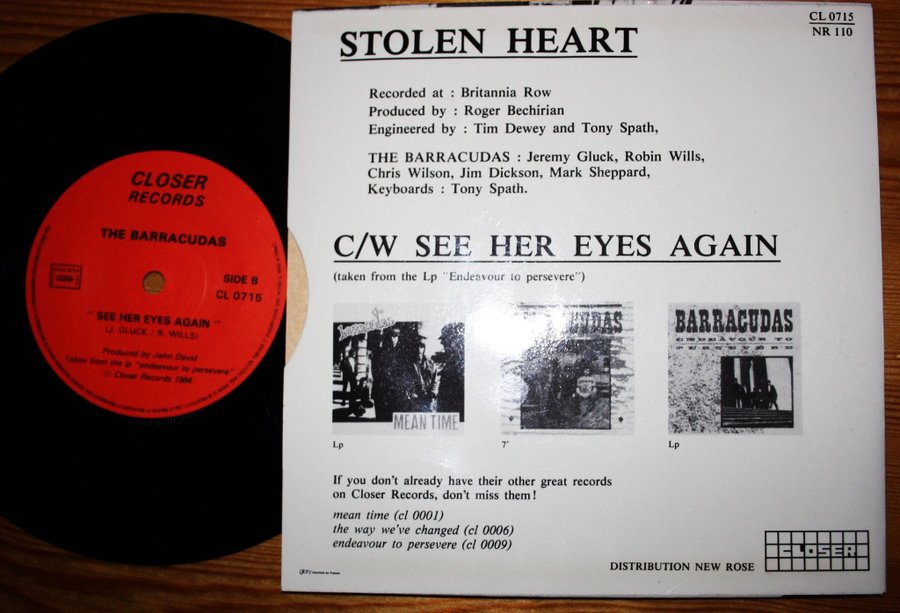 CLOSER
RECORDS
THE BARRACUDAS
SIDE B
CL 0715
" SEE HER EYES AGAIN "
(J. GLUCK / R. WILLS)
Produced by John David
Taken from the lp "endeavour to persevere"
© Closer Records 1984
CL 0715
NR 110
STOLEN HEART
Recorded at : Britannia Row
Produced by : Roger Bechirian
Engineered by : Tim Dewey and Tony Spath,
THE BARRACUDAS : Jeremy Gluck, Robin Wills,
Chris Wilson, Jim Dickson, Mark Sheppard,
Keyboards : Tony Spath.
C/W SEE HER EYES AGAIN
(taken from the Lp "Endeavour to persevere")
MEAN TIME
BARRACUDAS
ENDEAVOUR TO
PERSEVERE
Lp
7'
Lp
If you don't already have their other great records
on Closer Records, don't miss them !
mean time (cl 0001)
the way we've changed (cl 0006)
endeavour to persevere (cl 0009)
DISTRIBUTION NEW ROSE
CLOSER